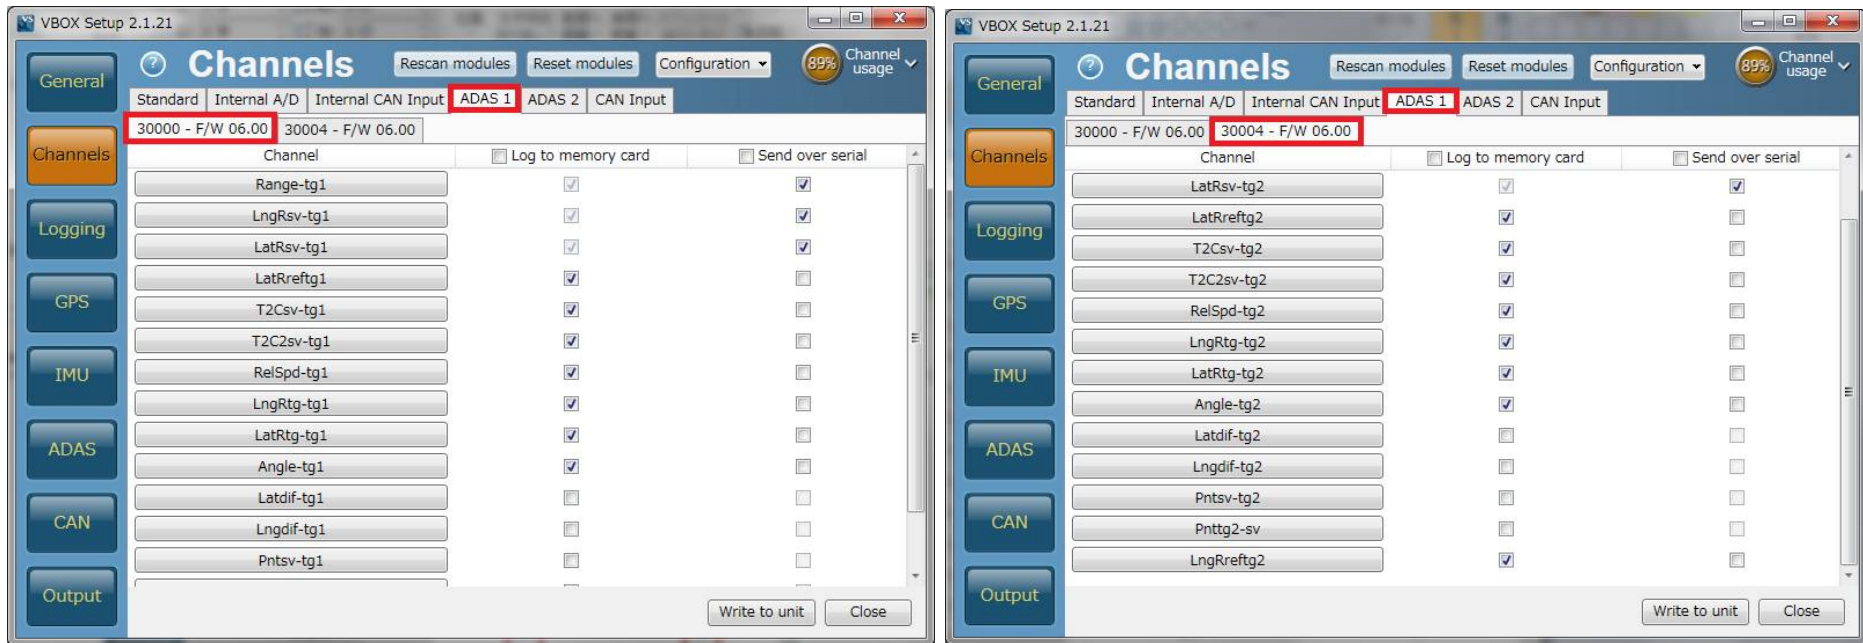 VBOX Setup 2.1.21
General
Channels
Logging
GPS
IMU
ADAS
CAN
Output
? Channels Rescan modules Reset modules Configuration 89% Channel usage
Standard Internal A/D Internal CAN Input ADAS 1 ADAS 2 CAN Input
30000 - F/W 06.00 30004 - F/W 06.00
Channel Log to memory card Send over serial
Range-tg1
LngRsv-tg1
LatRsv-tg1
LatRreftg1
T2Csv-tg1
T2C2sv-tg1
RelSpd-tg1
LngRtg-tg1
LatRtg-tg1
Angle-tg1
Latdif-tg1
Lngdif-tg1
Pntsv-tg1
Write to unit Close
VBOX Setup 2.1.21
General
Channels
Logging
GPS
IMU
ADAS
CAN
Output
? Channels Rescan modules Reset modules Configuration 89% Channel usage
Standard Internal A/D Internal CAN Input ADAS 1 ADAS 2 CAN Input
30000 - F/W 06.00 30004 - F/W 06.00
Channel Log to memory card Send over serial
LatRsv-tg2
LatRreftg2
T2Csv-tg2
T2C2sv-tg2
RelSpd-tg2
LngRtg-tg2
LatRtg-tg2
Angle-tg2
Latdif-tg2
Lngdif-tg2
Pntsv-tg2
Pnttg2-sv
LngRreftg2
Write to unit Close